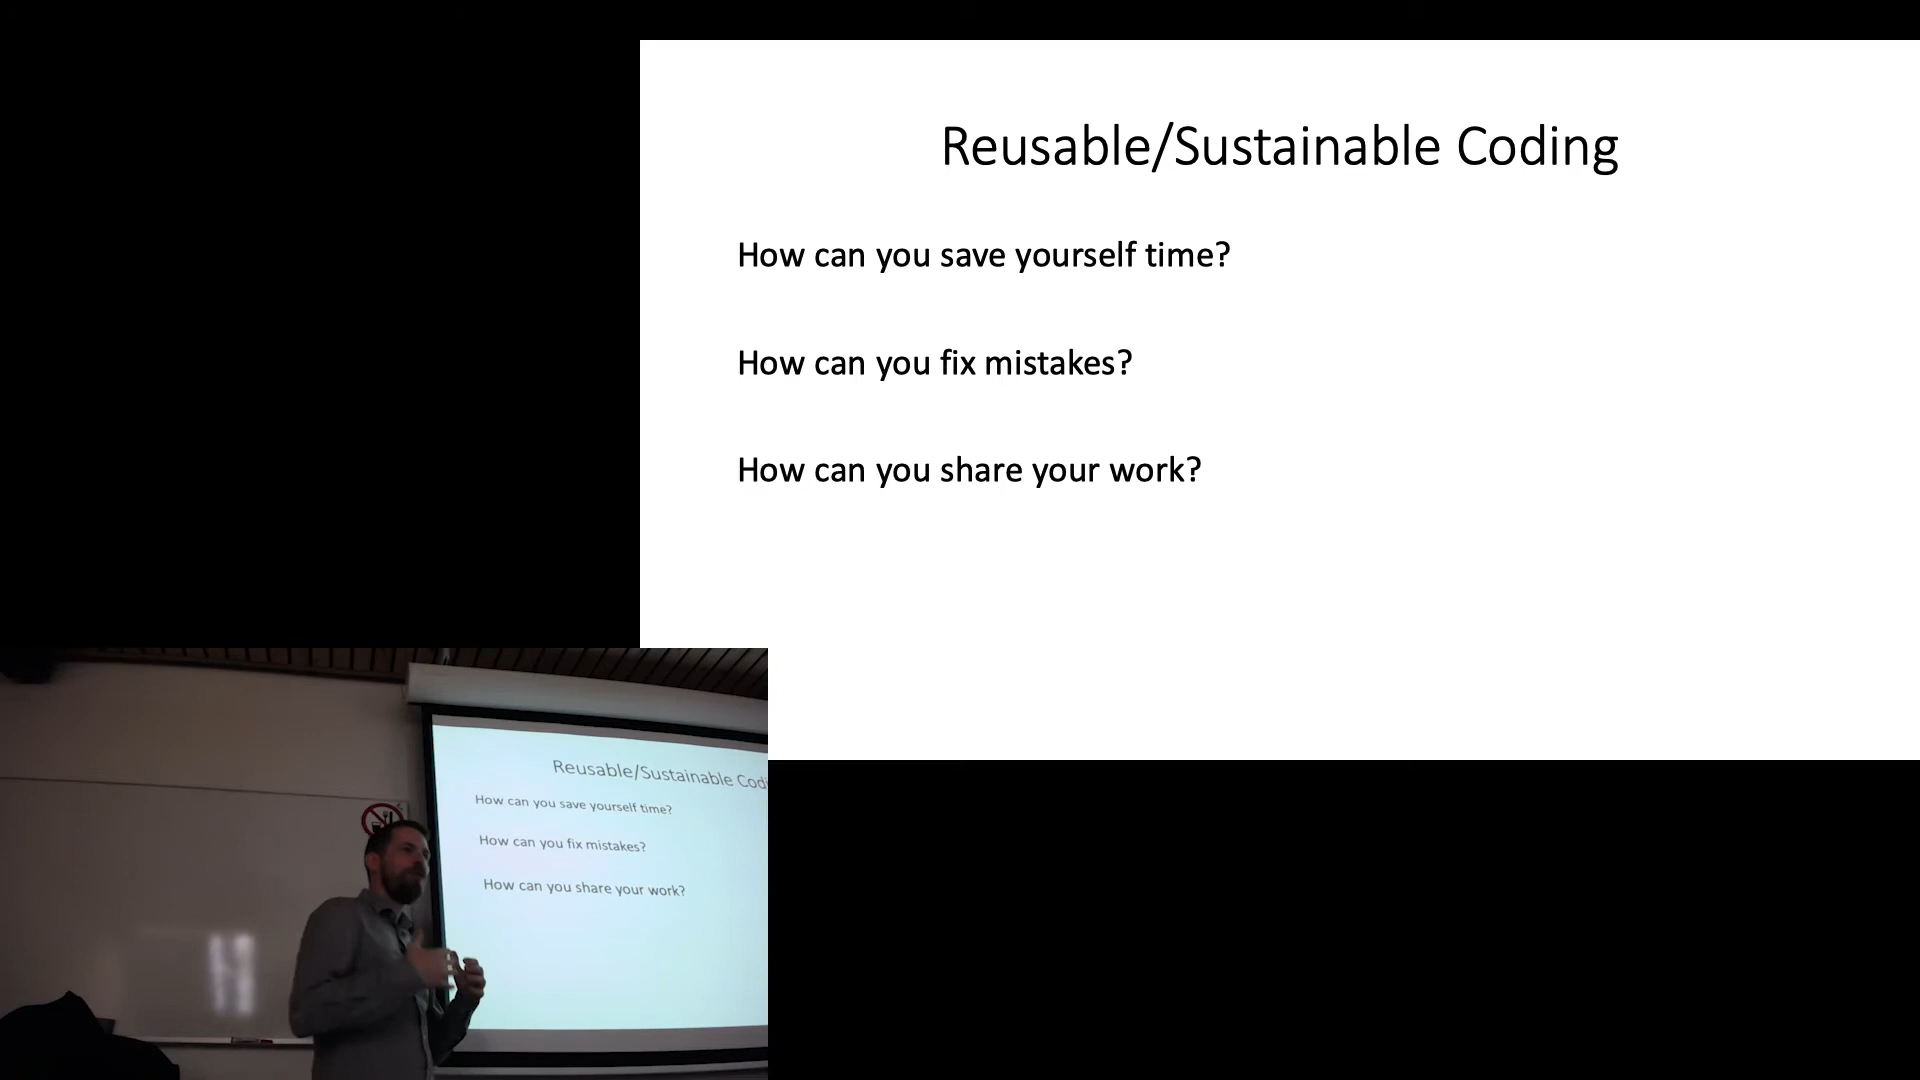 Reusable/Sustainable Coding
How can you save yourself time?
How can you fix mistakes?
How can you share your work?
Reusable/Sustainable Codi
How can you save yourself time?
How can you fix mistakes?
How can you share your work?